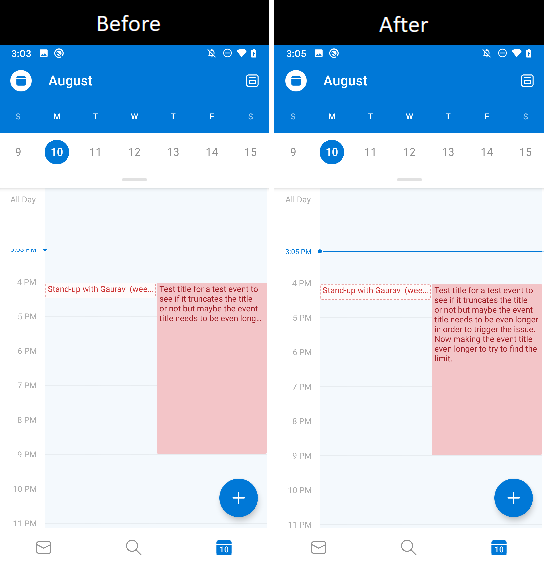 Before
3:03
August
S M T W T F S
9 10 11 12 13 14 15
All Day
4 PM
5 PM
6 PM
7 PM
8 PM
9 PM
10 PM
11 PM
Stand-up with Gaurav (wee...
Test title for a test event to
see if it truncates the title
or not but maybe the event
title needs to be even long...
10
After
3:05
August
S M T W T F S
9 10 11 12 13 14 15
All Day
3:05 PM
4 PM
5 PM
6 PM
7 PM
8 PM
9 PM
10 PM
11 PM
Stand-up with Gaurav (wee...
Test title for a test event to
see if it truncates the title
or not but maybe the event
title needs to be even longer
in order to trigger the issue.
Now making the event title
even longer to try to find the
limit.
10